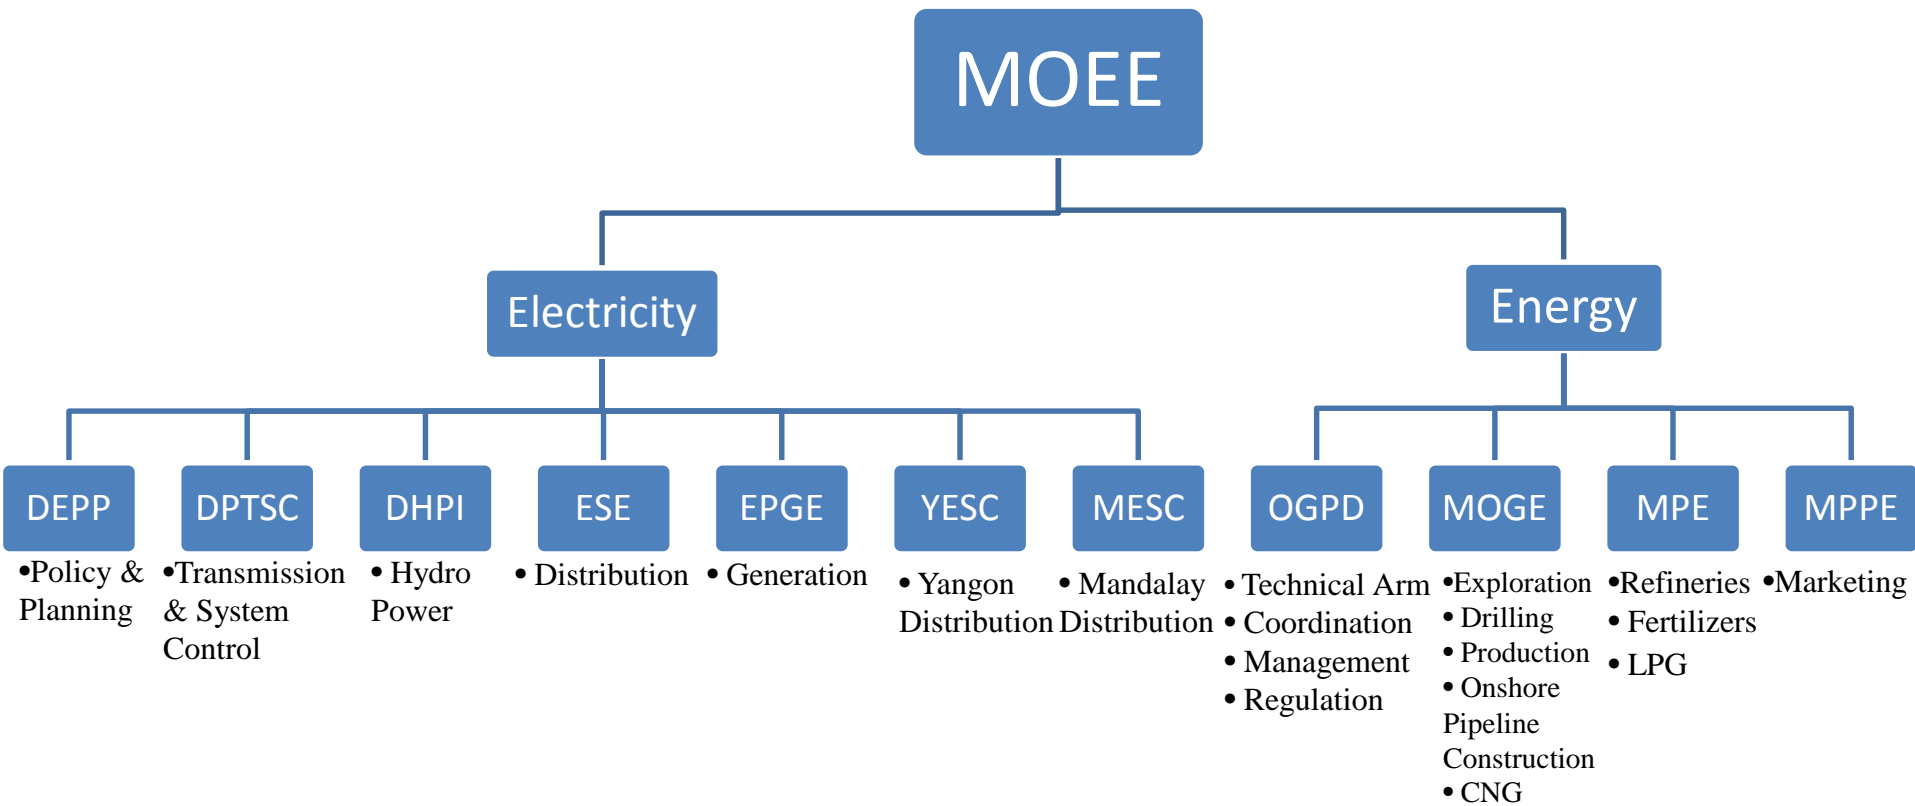 MOEE
Electricity
Energy
DEPP
DPTSC
DHPI
ESE
EPGE
YESC
MESC
OGPD
MOGE
MPE
MPPE
•Policy &
Planning
•Transmission
& System
Control
• Hydro
Power
• Distribution
• Generation
• Yangon
Distribution
• Mandalay
Distribution
• Technical Arm
• Coordination
• Management
• Regulation
•Exploration
• Drilling
• Production
• Onshore
Pipeline
Construction
• CNG
•Refineries
• Fertilizers
• LPG
•Marketing